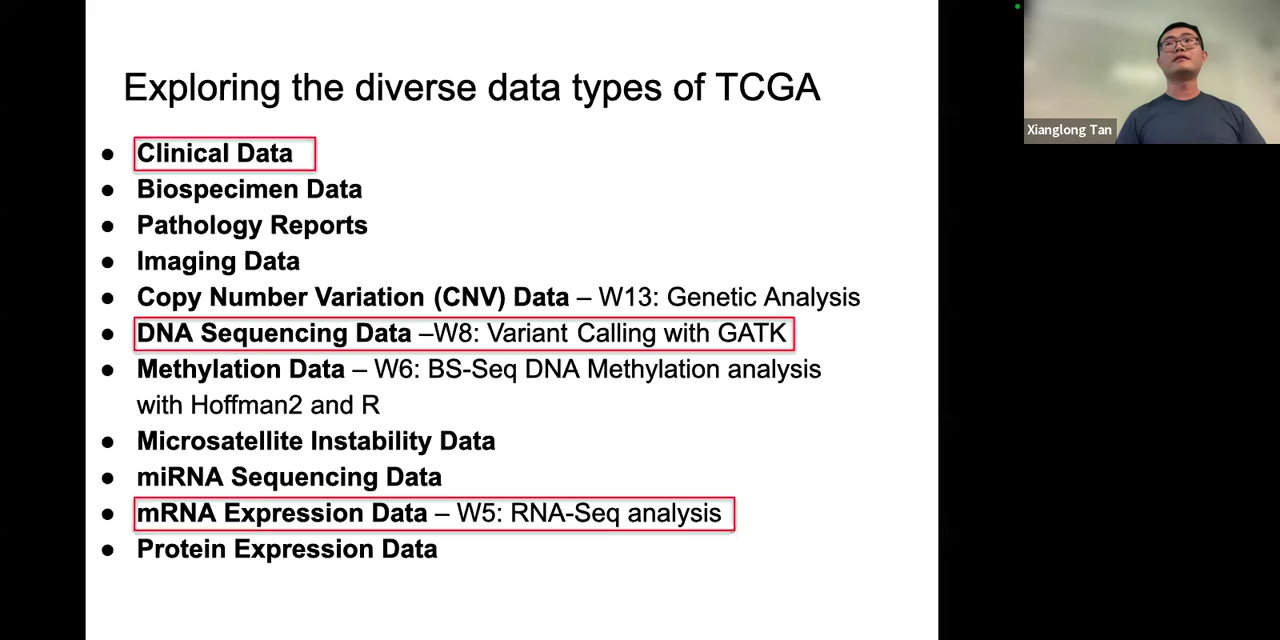 Exploring the diverse data types of TCGA
● Clinical Data
● Biospecimen Data
● Pathology Reports
● Imaging Data
● Copy Number Variation (CNV) Data – W13: Genetic Analysis
● DNA Sequencing Data –W8: Variant Calling with GATK
● Methylation Data – W6: BS-Seq DNA Methylation analysis
with Hoffman2 and R
● Microsatellite Instability Data
● miRNA Sequencing Data
● mRNA Expression Data – W5: RNA-Seq analysis
● Protein Expression Data
Xianglong Tan